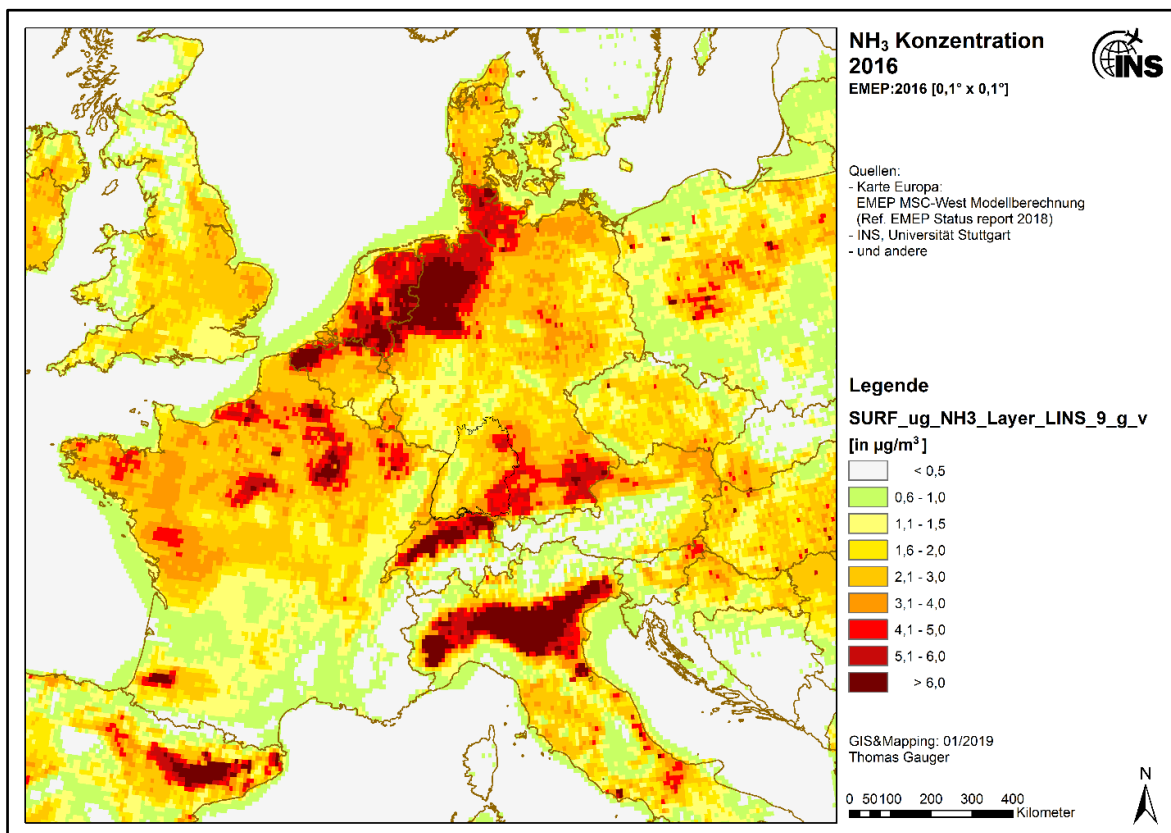 NH₃ Konzentration
2016
EMEP:2016 [0,1° x 0,1°]
INS
Quellen:
- Karte Europa:
EMEP MSC-West Modellberechnung
(Ref. EMEP Status report 2018)
- INS, Universität Stuttgart
- und andere
Legende
SURF_ug_NH3_Layer_LINS_9_g_v
[in µg/m³]
< 0,5
0,6 - 1,0
1,1 - 1,5
1,6 - 2,0
2,1 - 3,0
3,1 - 4,0
4,1 - 5,0
5,1 - 6,0
> 6,0
GIS&Mapping: 01/2019
Thomas Gauger
N
0 50100 200 300 400
Kilometer